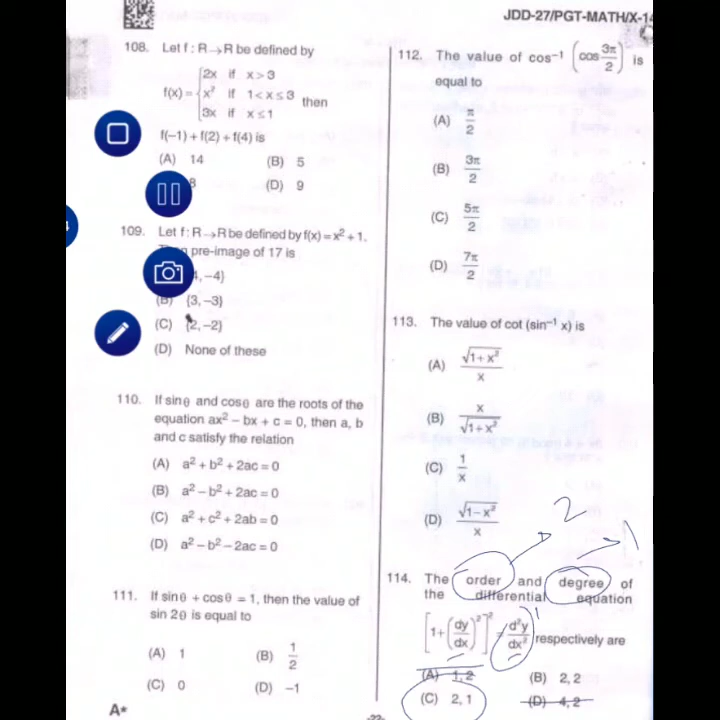 JDD-27/PGT-MATH/X-14
108. Let f : R→R be defined by
f(x) = { 2x if x > 3
x² if 1 < x ≤ 3 then
3x if x ≤ 1
f(−1) + f(2) + f(4) is
(A) 14 (B) 5
(D) 9
109. Let f : R→R be defined by f(x) = x² + 1.
pre-image of 17 is
, −4}
(B) {3, −3}
(C) {2, −2}
(D) None of these
110. If sinθ and cosθ are the roots of the
equation ax² − bx + c = 0, then a, b
and c satisfy the relation
(A) a² + b² + 2ac = 0
(B) a² − b² + 2ac = 0
(C) a² + c² + 2ab = 0
(D) a² − b² − 2ac = 0
111. If sinθ + cosθ = 1, then the value of
sin 2θ is equal to
(A) 1 (B) 1/2
(C) 0 (D) −1
A*
112. The value of cos⁻¹ (cos 3π/2) is
equal to
(A) π/2
(B) 3π/2
(C) 5π/2
(D) 7π/2
113. The value of cot (sin⁻¹ x) is
(A) √(1+x²)/x
(B) x/√(1+x²)
(C) 1/x
(D) √(1−x²)/x
2
1
114. The order and degree of
the differential equation
respectively are
(A) 1, 2 (B) 2, 2
(C) 2, 1 (D) 4, 2